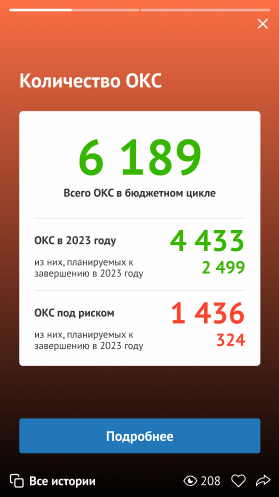 Количество ОКС
6 189
Всего ОКС в бюджетном цикле
ОКС в 2023 году
4 433
из них, планируемых к
завершению в 2023 году
2 499
ОКС под риском
1 436
из них, планируемых к
завершению в 2023 году
324
Подробнее
Все истории
208